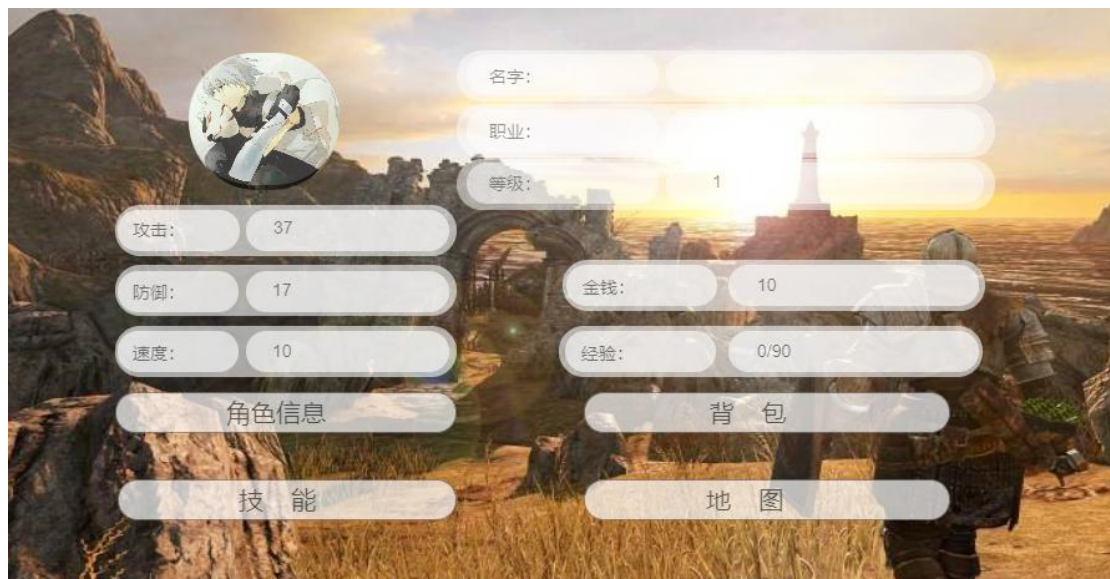 名字：
职业：
等级： 1
攻击： 37
防御： 17
金钱： 10
速度： 10
经验： 0/90
角色信息
背 包
技 能
地 图